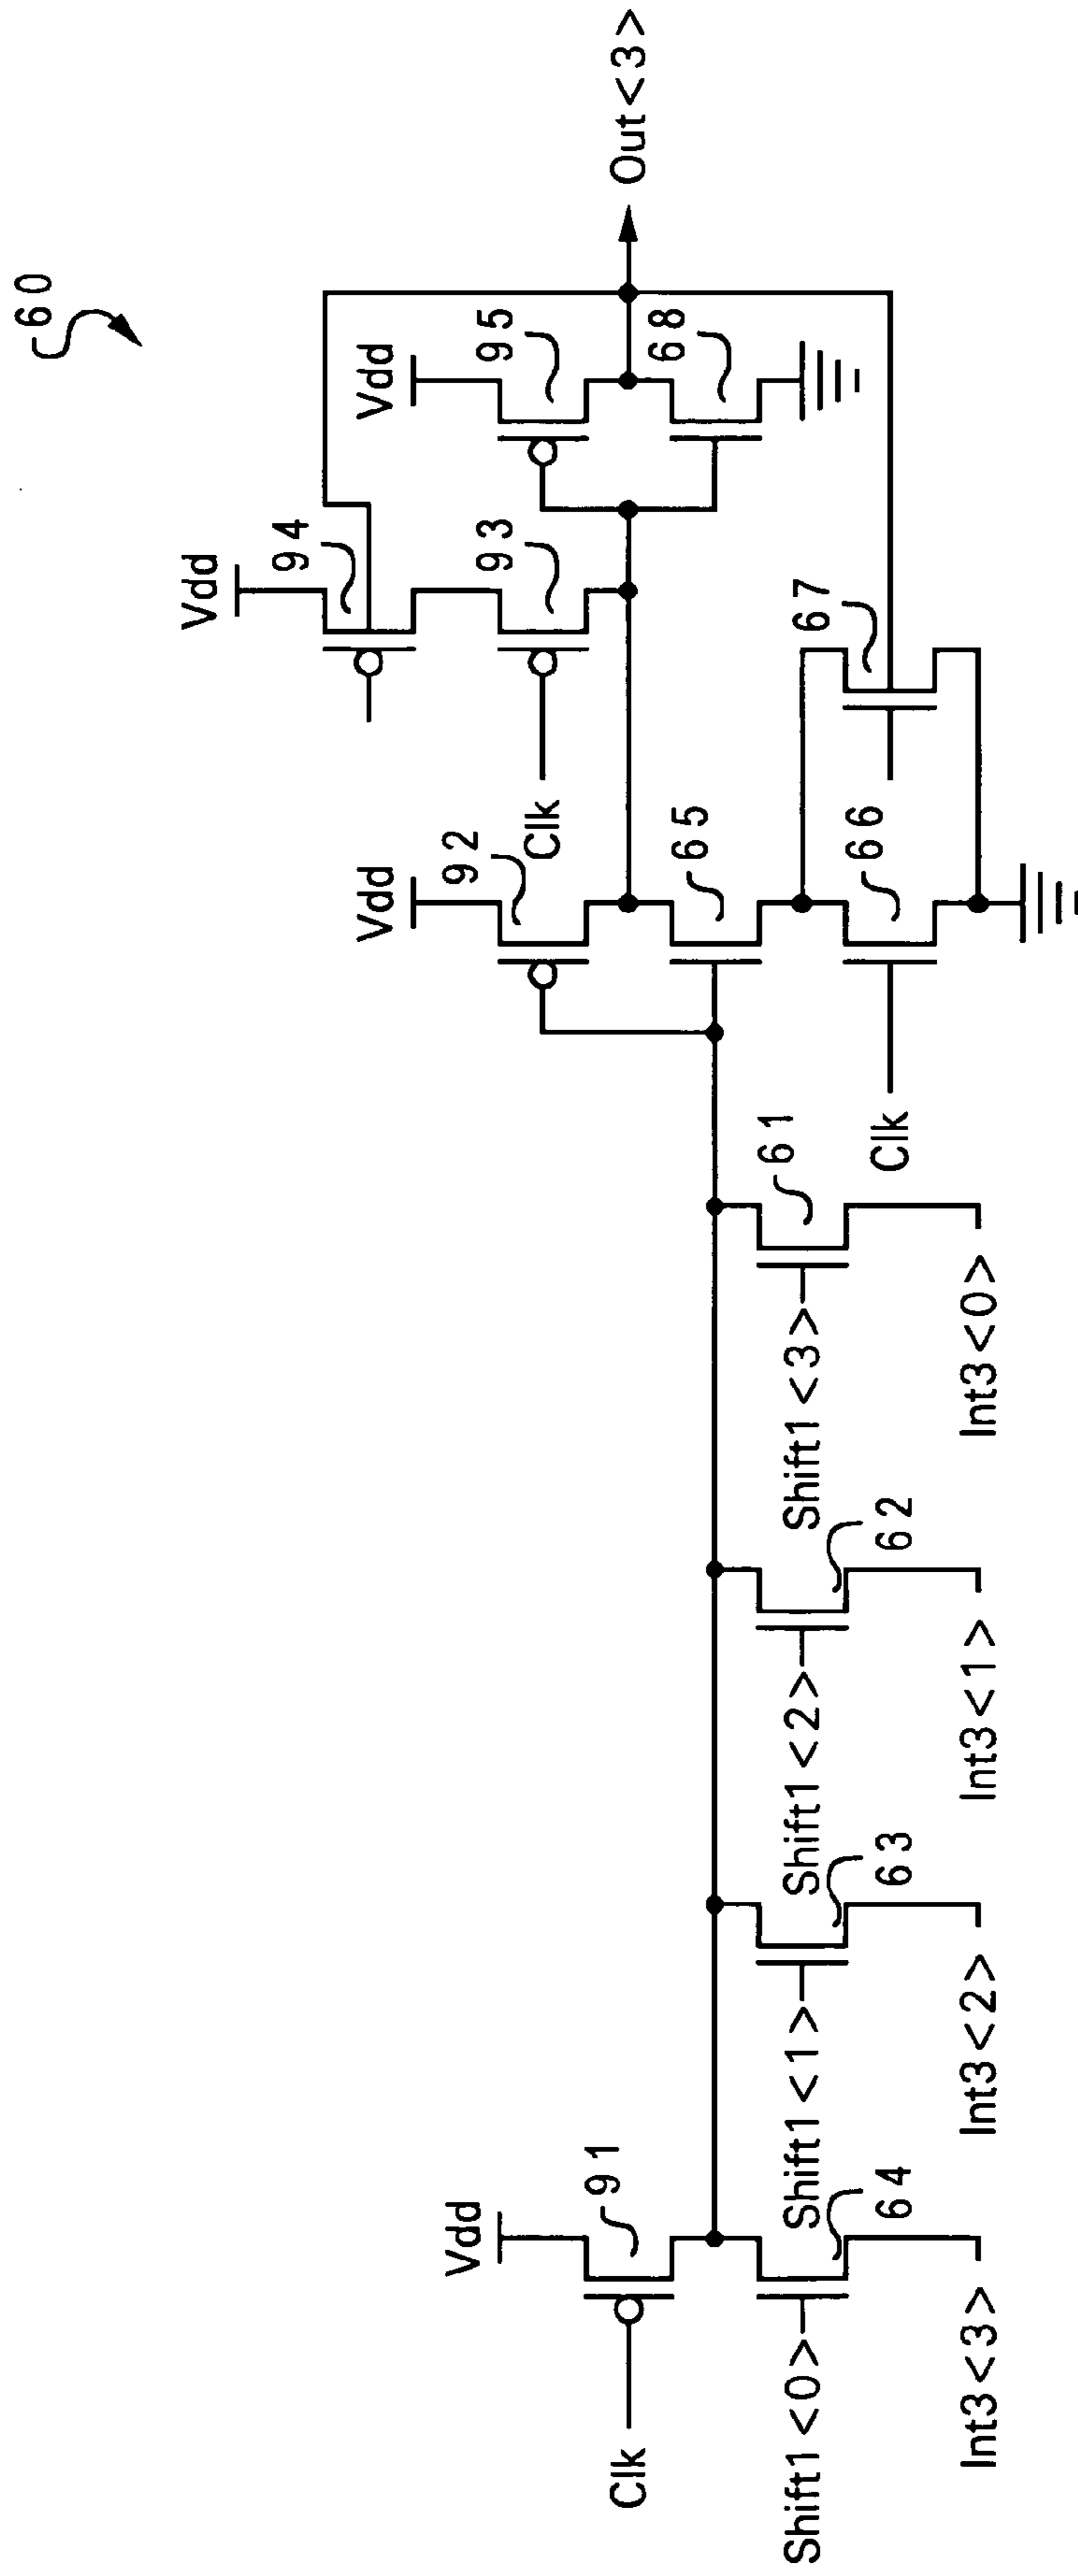 60
Vdd
94
Vdd
93
95
Vdd
92
Clk
68
Out<3>
Vdd
91
Clk
65
67
66
Clk
Shift1<0>
64
Shift1<1>
63
Shift1<2>
62
Shift1<3>
61
Int3<3>
Int3<2>
Int3<1>
Int3<0>